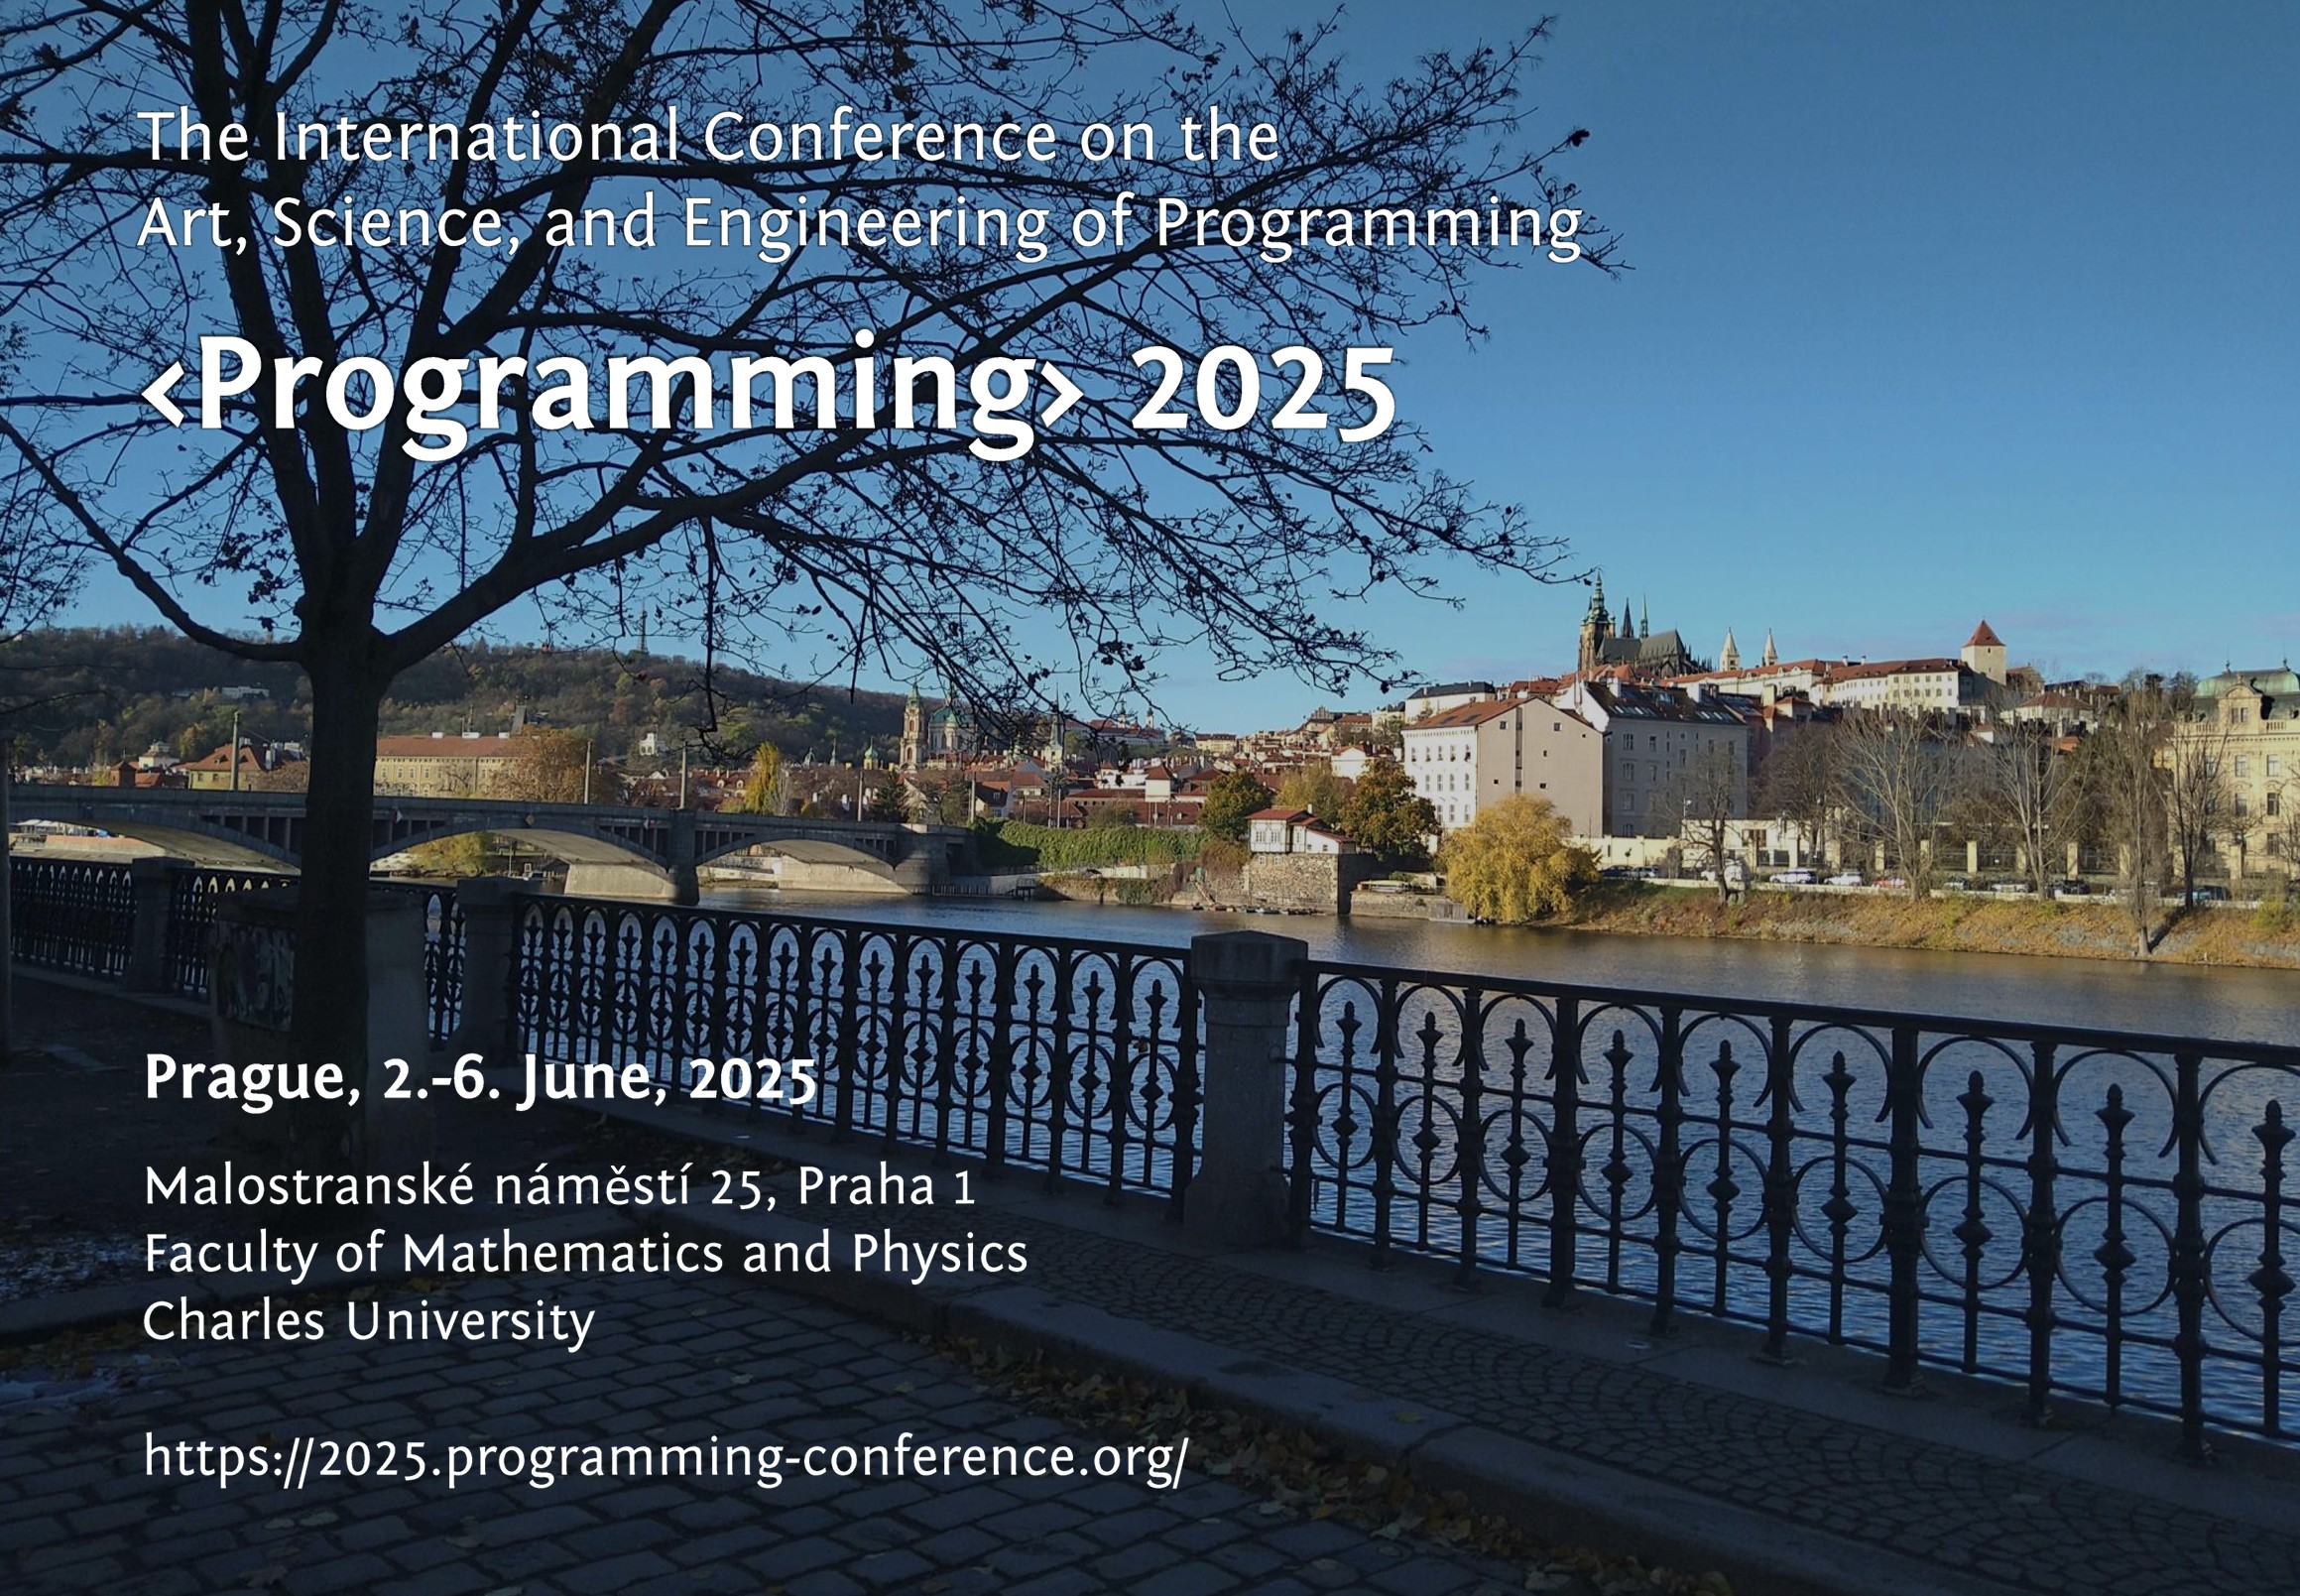 The International Conference on the
Art, Science, and Engineering of Programming
‹Programming› 2025
Prague, 2.-6. June, 2025
Malostranské náměstí 25, Praha 1
Faculty of Mathematics and Physics
Charles University
https://2025.programming-conference.org/